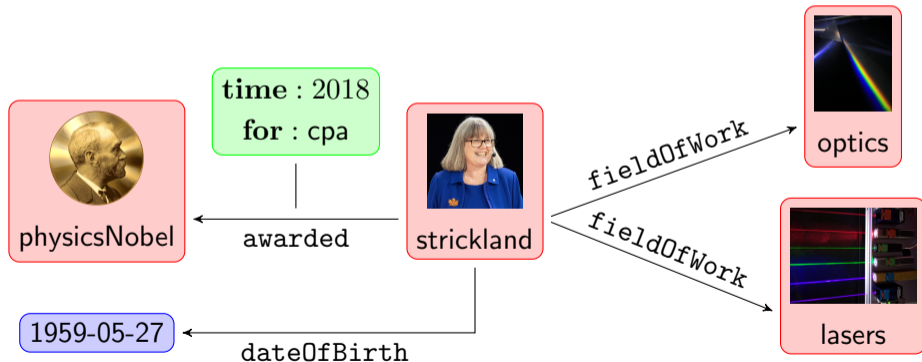 time : 2018
for : cpa
physicsNobel
awarded
strickland
fieldOfWork
optics
fieldOfWork
lasers
1959-05-27
dateOfBirth